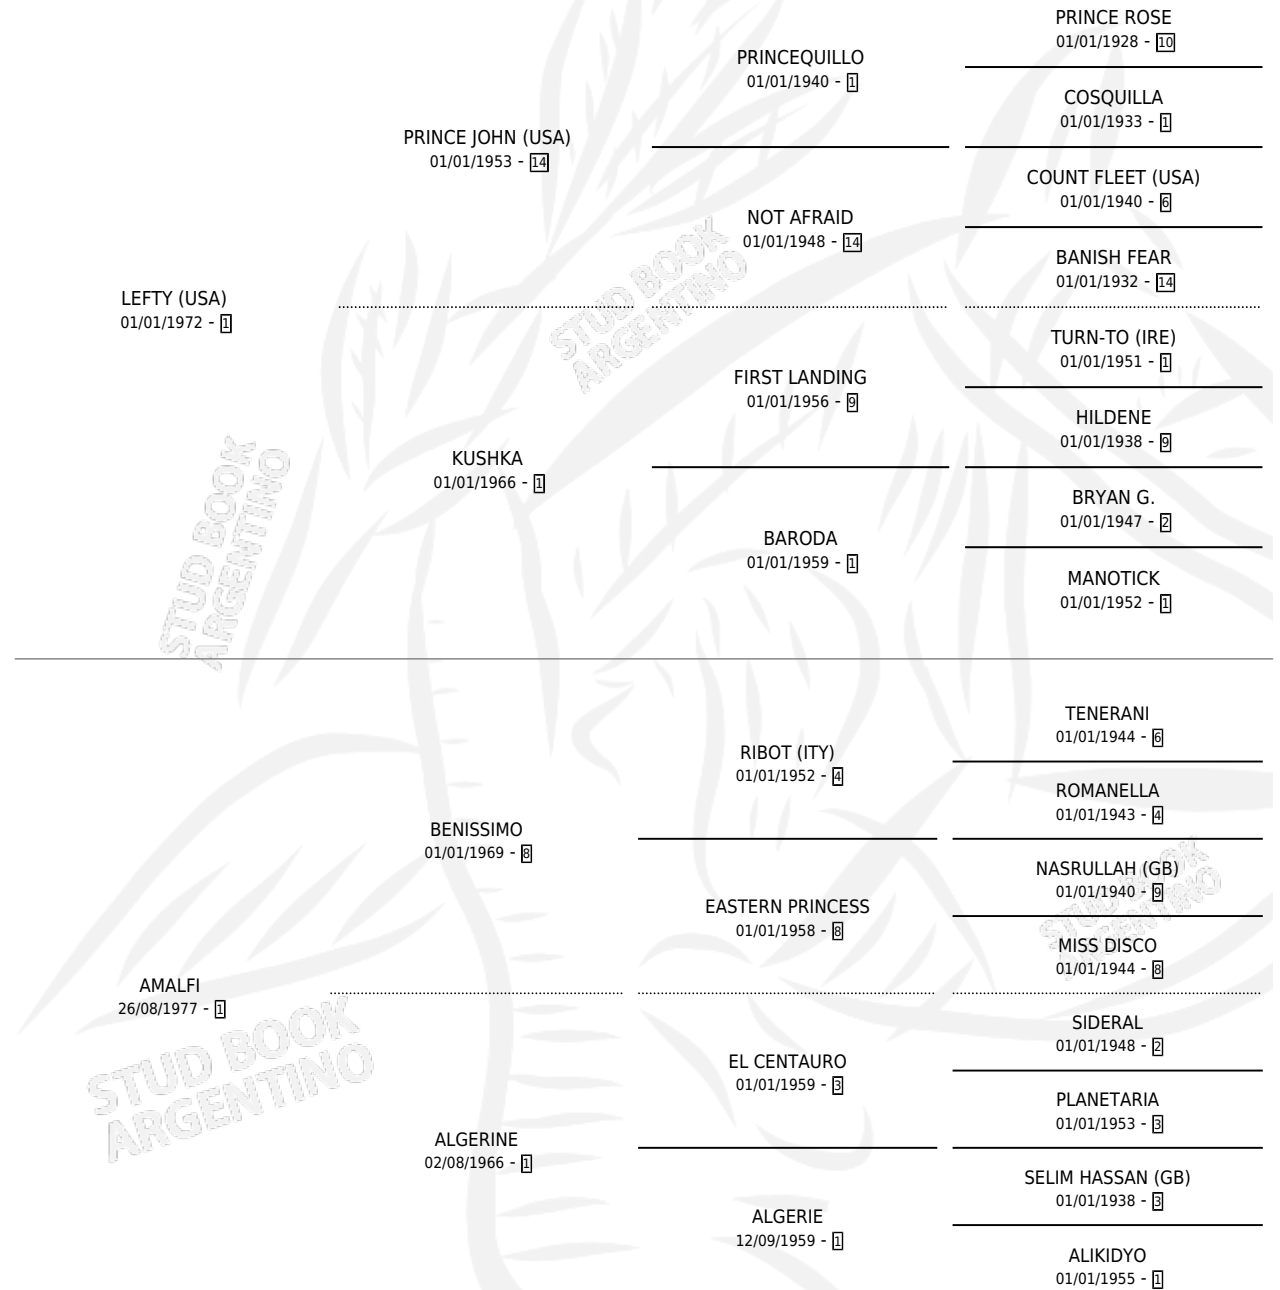 PRINCE ROSE
01/01/1928 - 10
PRINCEQUILLO
01/01/1940 - 1
COSQUILLA
01/01/1933 - 1
PRINCE JOHN (USA)
01/01/1953 - 14
COUNT FLEET (USA)
01/01/1940 - 6
NOT AFRAID
01/01/1948 - 14
BANISH FEAR
01/01/1932 - 14
LEFTY (USA)
01/01/1972 - 1
TURN-TO (IRE)
01/01/1951 - 1
FIRST LANDING
01/01/1956 - 9
HILDENE
01/01/1938 - 9
KUSHKA
01/01/1966 - 1
BRYAN G.
01/01/1947 - 2
BARODA
01/01/1959 - 1
MANOTICK
01/01/1952 - 1
TENERANI
01/01/1944 - 6
RIBOT (ITY)
01/01/1952 - 4
ROMANELLA
01/01/1943 - 4
BENISSIMO
01/01/1969 - 8
NASRULLAH (GB)
01/01/1940 - 9
EASTERN PRINCESS
01/01/1958 - 8
MISS DISCO
01/01/1944 - 8
AMALFI
26/08/1977 - 1
SIDERAL
01/01/1948 - 2
EL CENTAURO
01/01/1959 - 3
PLANETARIA
01/01/1953 - 3
ALGERINE
02/08/1966 - 1
SELIM HASSAN (GB)
01/01/1938 - 3
ALGERIE
12/09/1959 - 1
ALIKIDYO
01/01/1955 - 1
STUD BOOK
ARGENTINO
STUD BOOK
ARGENTINO
STUD BOOK
ARGENTINO
STUD BOOK
ARGENTINO